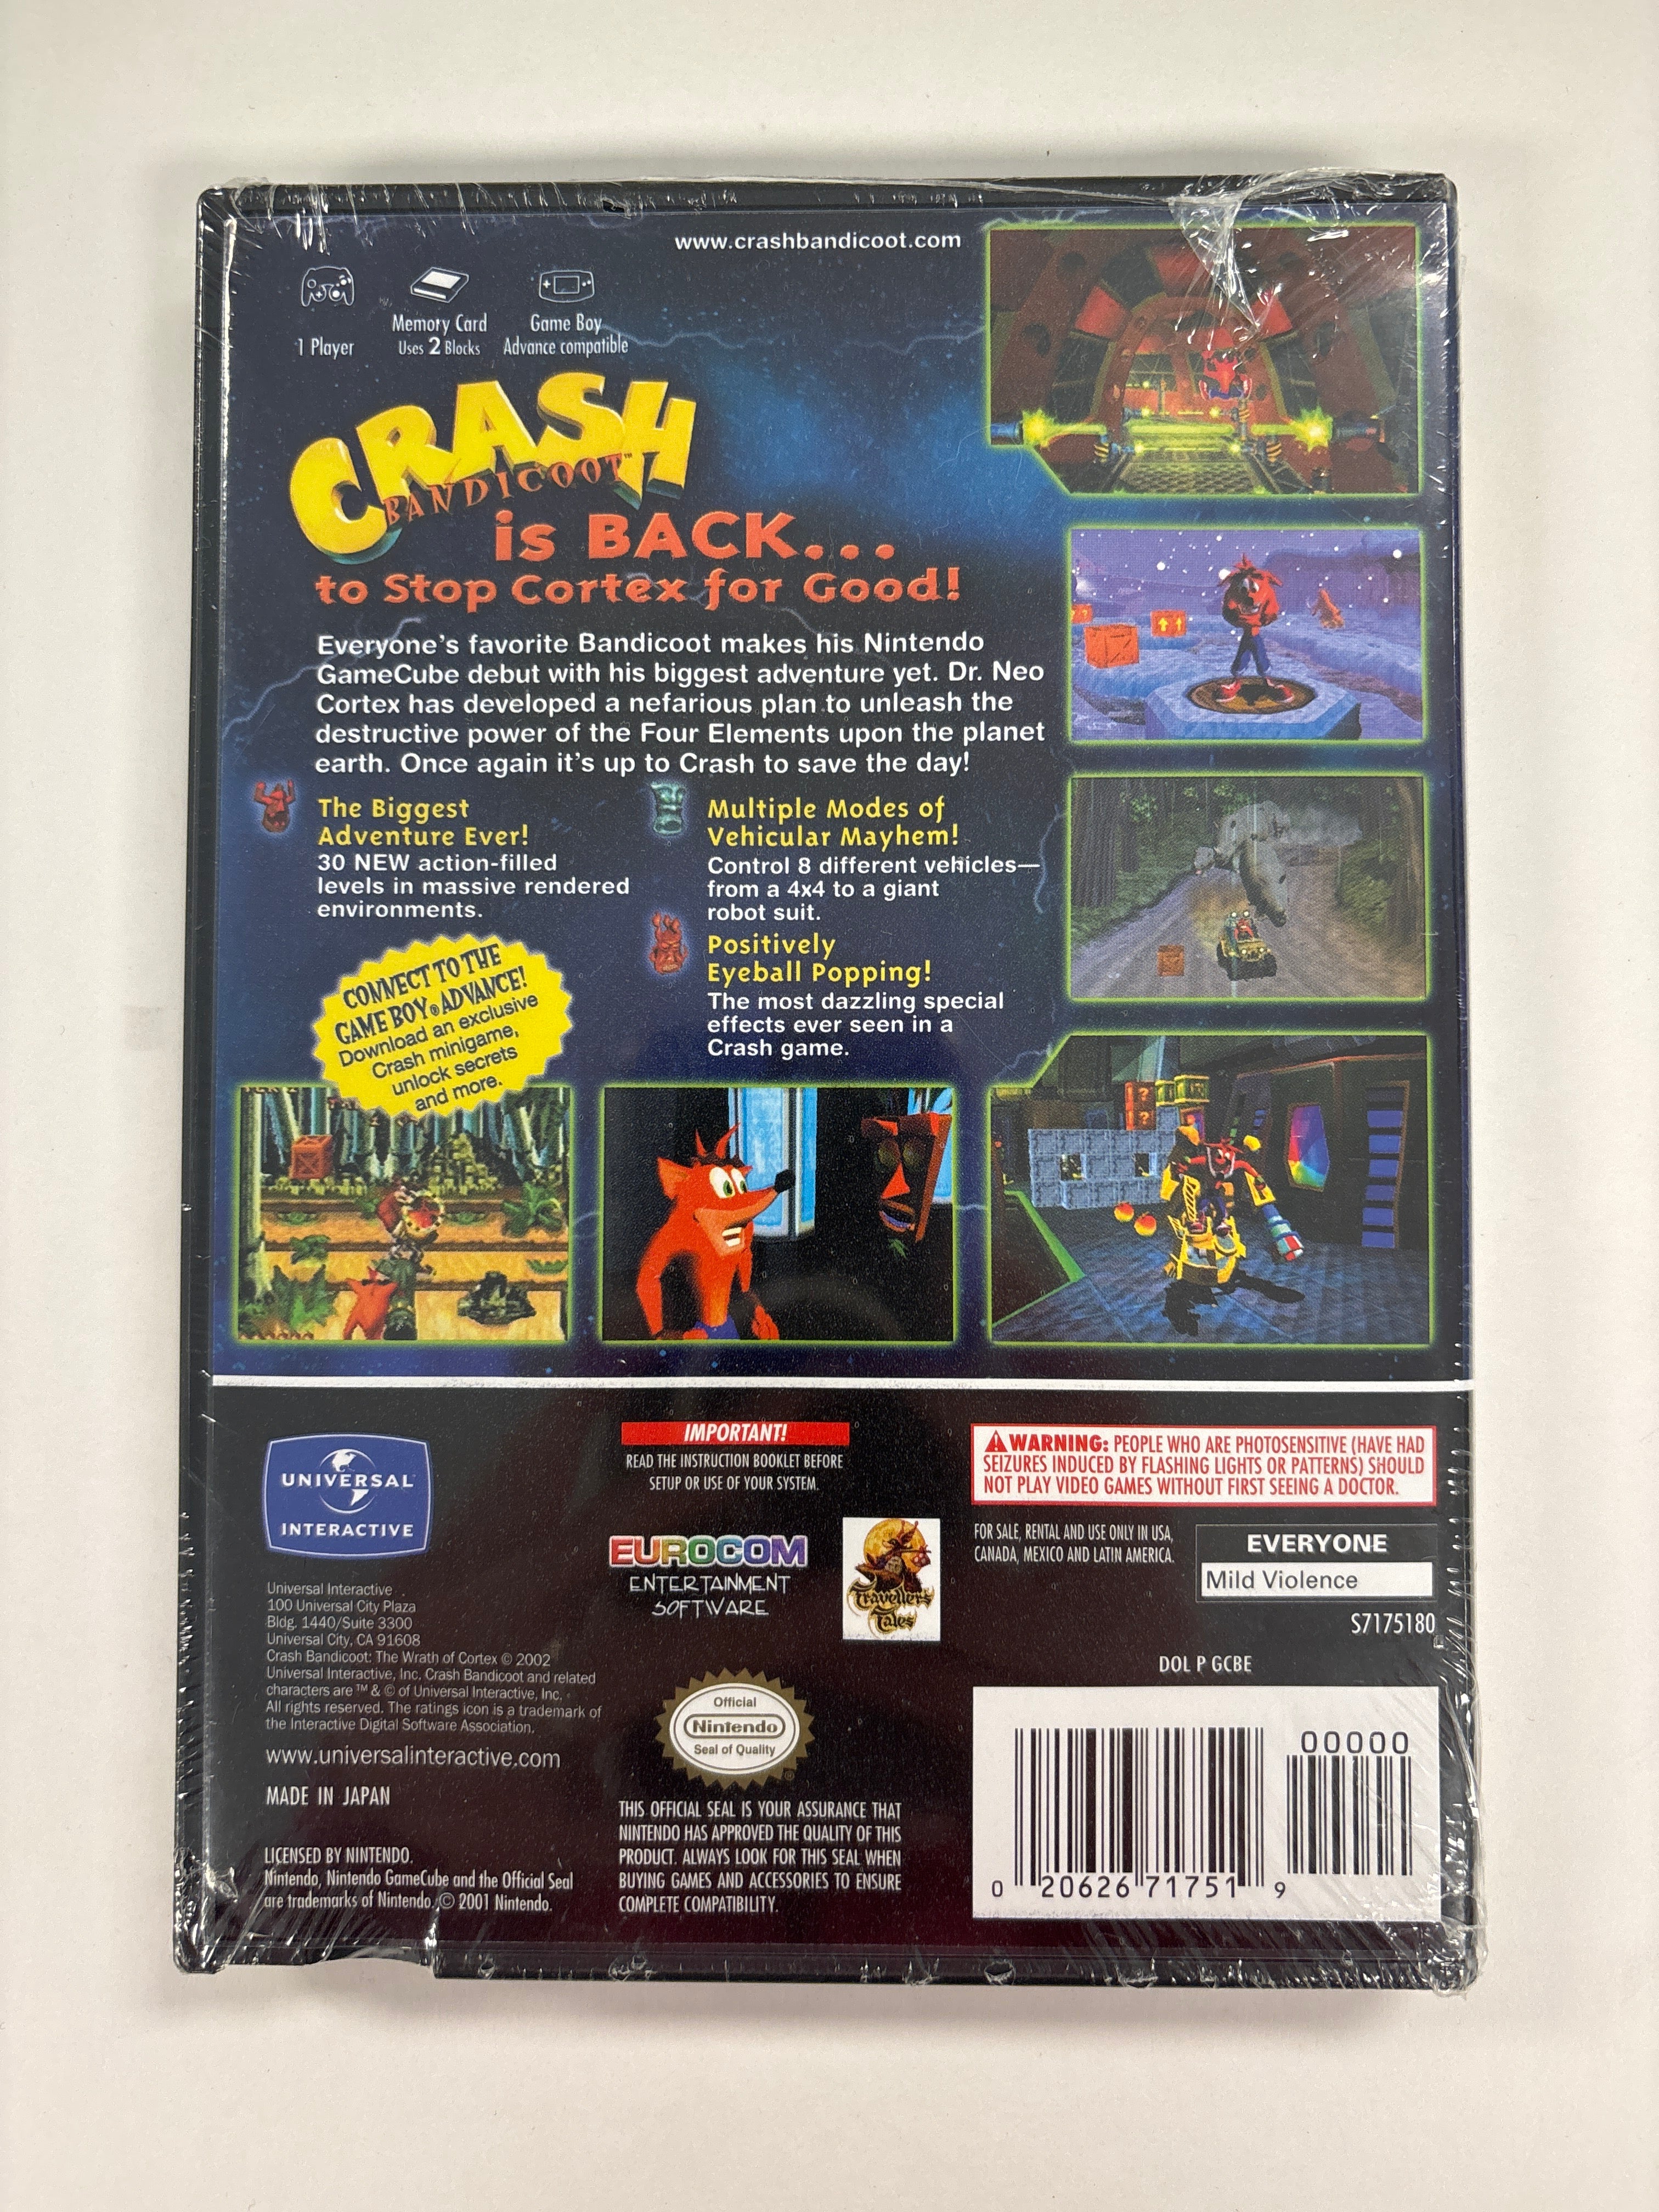 www.crashbandicoot.com
1 Player
Memory Card
Uses 2 Blocks
Game Boy
Advance compatible
CRASH
BANDICOOT™
is BACK...
to Stop Cortex for Good!
Everyone's favorite Bandicoot makes his Nintendo
GameCube debut with his biggest adventure yet. Dr. Neo
Cortex has developed a nefarious plan to unleash the
destructive power of the Four Elements upon the planet
earth. Once again it's up to Crash to save the day!
The Biggest
Adventure Ever!
30 NEW action-filled
levels in massive rendered
environments.
Multiple Modes of
Vehicular Mayhem!
Control 8 different vehicles—
from a 4x4 to a giant
robot suit.
Positively
Eyeball Popping!
The most dazzling special
effects ever seen in a
Crash game.
CONNECT TO THE
GAME BOY® ADVANCE!
Download an exclusive
Crash minigame,
unlock secrets
and more.
UNIVERSAL
INTERACTIVE
Universal Interactive
100 Universal City Plaza
Bldg. 1440/Suite 3300
Universal City, CA 91608
Crash Bandicoot: The Wrath of Cortex © 2002
Universal Interactive, Inc. Crash Bandicoot and related
characters are ™ & © of Universal Interactive, Inc.
All rights reserved. The ratings icon is a trademark of
the Interactive Digital Software Association.
www.universalinteractive.com
MADE IN JAPAN
LICENSED BY NINTENDO.
Nintendo, Nintendo GameCube and the Official Seal
are trademarks of Nintendo. © 2001 Nintendo.
IMPORTANT!
READ THE INSTRUCTION BOOKLET BEFORE
SETUP OR USE OF YOUR SYSTEM.
EUROCOM
ENTERTAINMENT
SOFTWARE
Travellers
Tales
Official
Nintendo
Seal of Quality
®
THIS OFFICIAL SEAL IS YOUR ASSURANCE THAT
NINTENDO HAS APPROVED THE QUALITY OF THIS
PRODUCT. ALWAYS LOOK FOR THIS SEAL WHEN
BUYING GAMES AND ACCESSORIES TO ENSURE
COMPLETE COMPATIBILITY.
WARNING: PEOPLE WHO ARE PHOTOSENSITIVE (HAVE HAD
SEIZURES INDUCED BY FLASHING LIGHTS OR PATTERNS) SHOULD
NOT PLAY VIDEO GAMES WITHOUT FIRST SEEING A DOCTOR.
FOR SALE, RENTAL AND USE ONLY IN USA,
CANADA, MEXICO AND LATIN AMERICA.
EVERYONE
Mild Violence
S7175180
DOL P GCBE
00000
0 20626 71751 9